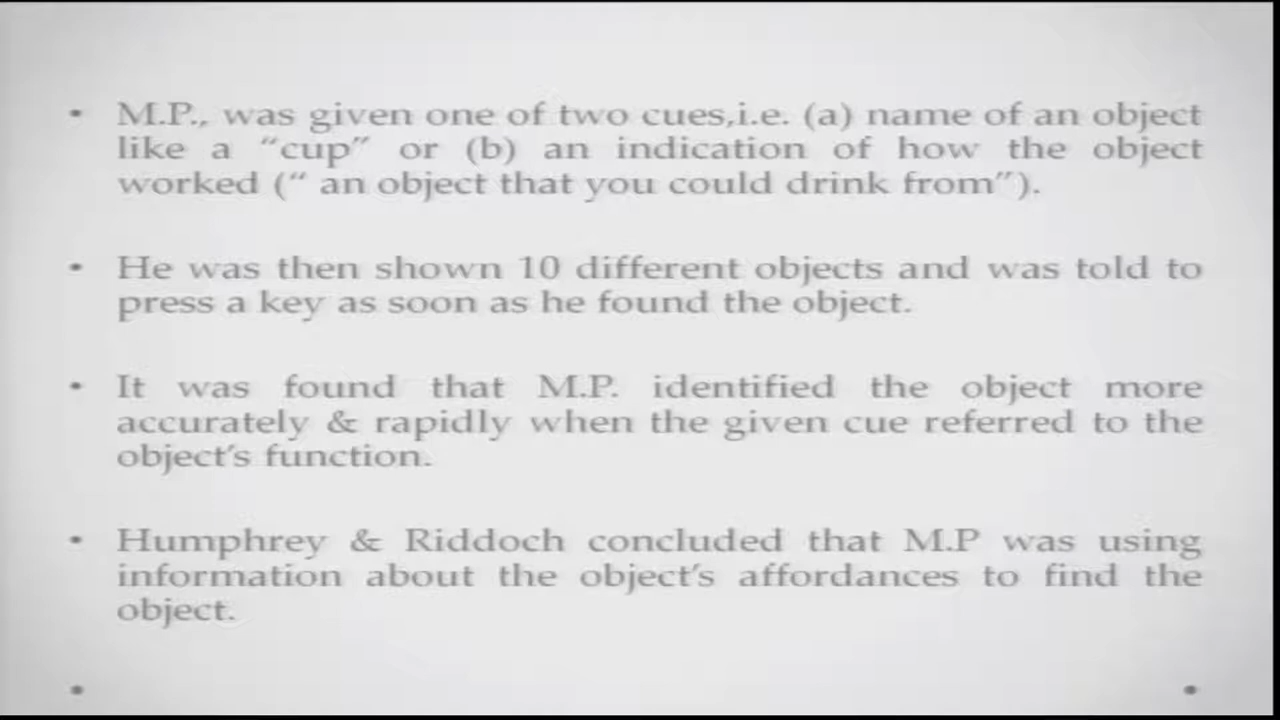 • M.P., was given one of two cues,i.e. (a) name of an object
like a “cup” or (b) an indication of how the object
worked (“ an object that you could drink from”).
• He was then shown 10 different objects and was told to
press a key as soon as he found the object.
• It was found that M.P. identified the object more
accurately & rapidly when the given cue referred to the
object’s function.
• Humphrey & Riddoch concluded that M.P was using
information about the object’s affordances to find the
object.